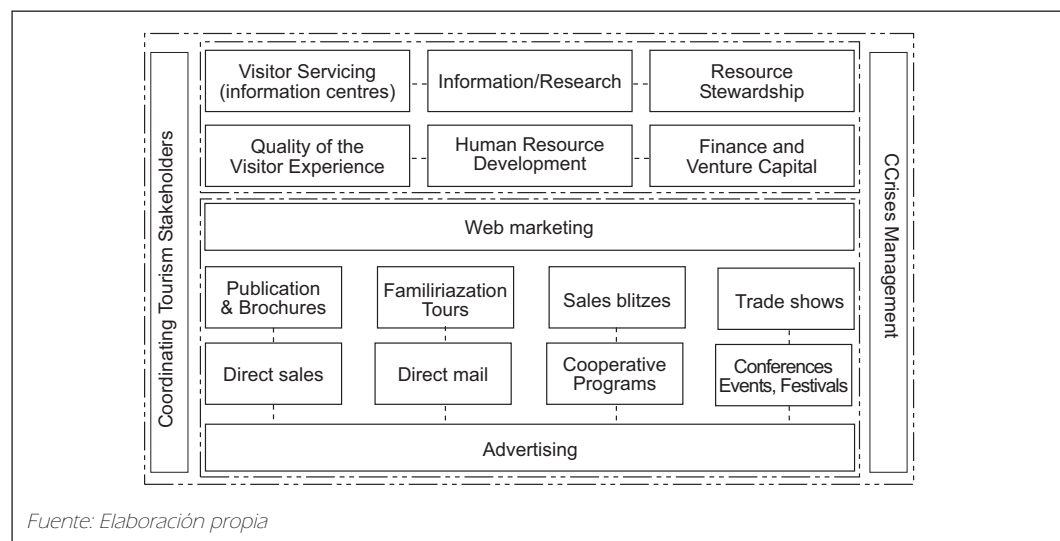 Coordinating Tourism Stakeholders
Visitor Servicing
(information centres)
Information/Research
Resource
Stewardship
Quality of the
Visitor Experience
Human Resource
Development
Finance and
Venture Capital
Web marketing
Publication
& Brochures
Familiriazation
Tours
Sales blitzes
Trade shows
Direct sales
Direct mail
Cooperative
Programs
Conferences
Events, Festivals
Advertising
CCrises Management
Fuente: Elaboración propia